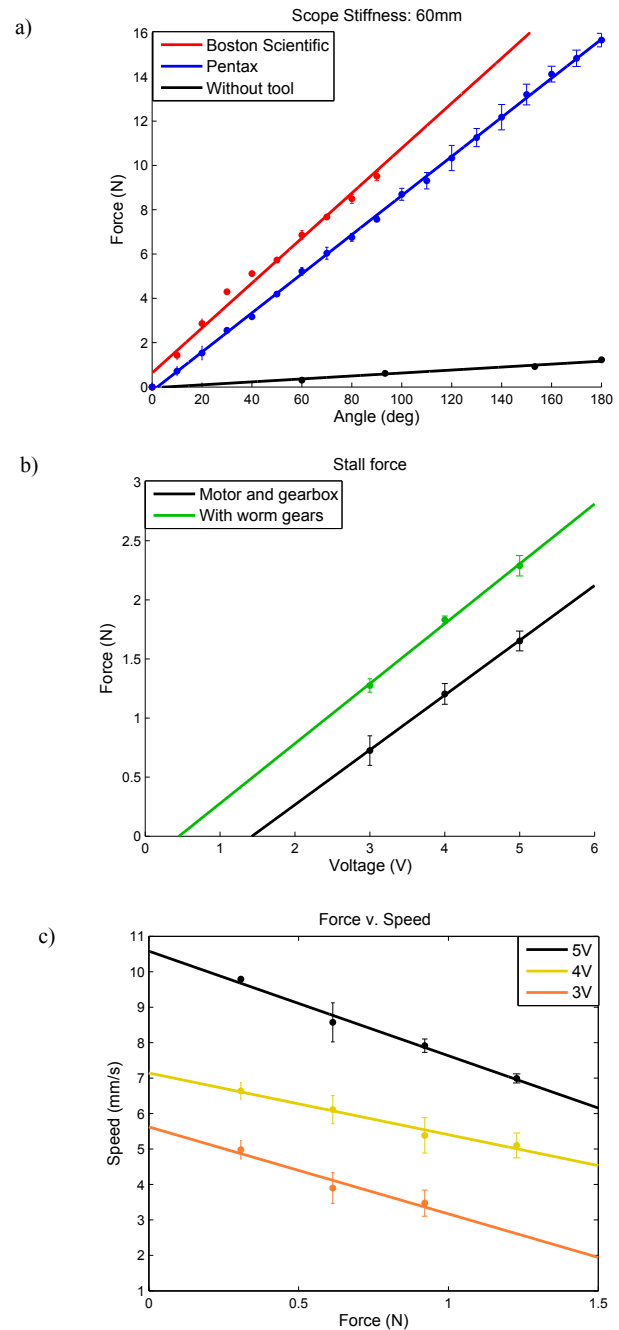 a)
Scope Stiffness: 60mm
Boston Scientific
Pentax
Without tool
Force (N)
16
14
12
10
8
6
4
2
0
0 20 40 60 80 100 120 140 160 180
Angle (deg)
b)
Stall force
Motor and gearbox
With worm gears
Force (N)
3
2.5
2
1.5
1
0.5
0
0 1 2 3 4 5 6
Voltage (V)
c)
Force v. Speed
5V
4V
3V
Speed (mm/s)
11
10
9
8
7
6
5
4
3
2
1
0 0.5 1 1.5
Force (N)